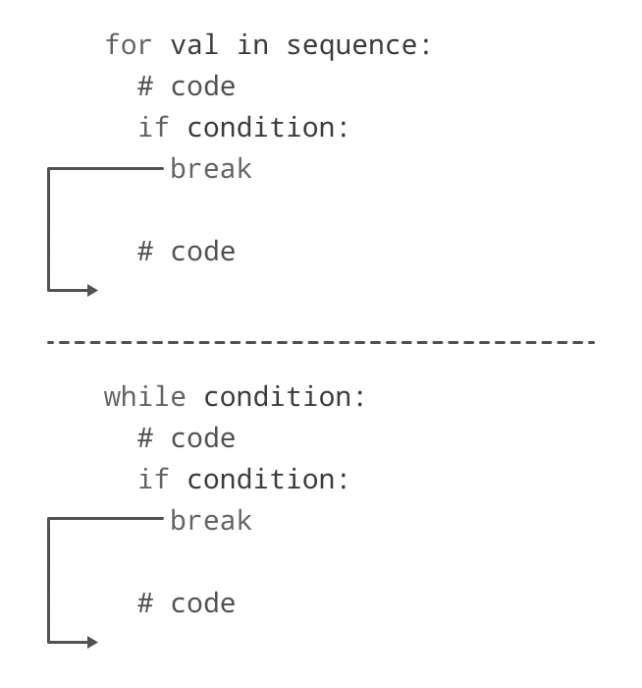 for val in sequence:
# code
if condition:
break
# code
while condition:
# code
if condition:
break
# code